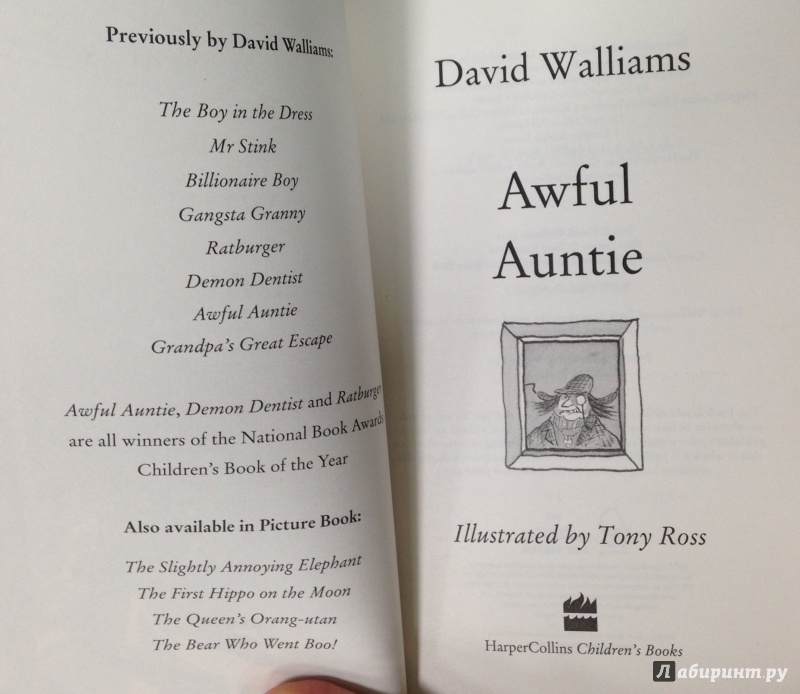 Previously by David Walliams:
The Boy in the Dress
Mr Stink
Billionaire Boy
Gangsta Granny
Ratburger
Demon Dentist
Awful Auntie
Grandpa's Great Escape
Awful Auntie, Demon Dentist and Ratburger
are all winners of the National Book Awards
Children's Book of the Year
Also available in Picture Book:
The Slightly Annoying Elephant
The First Hippo on the Moon
The Queen's Orang-utan
The Bear Who Went Boo!
David Walliams
Awful
Auntie
Illustrated by Tony Ross
HarperCollins Children's Books
Лабиринт.ру